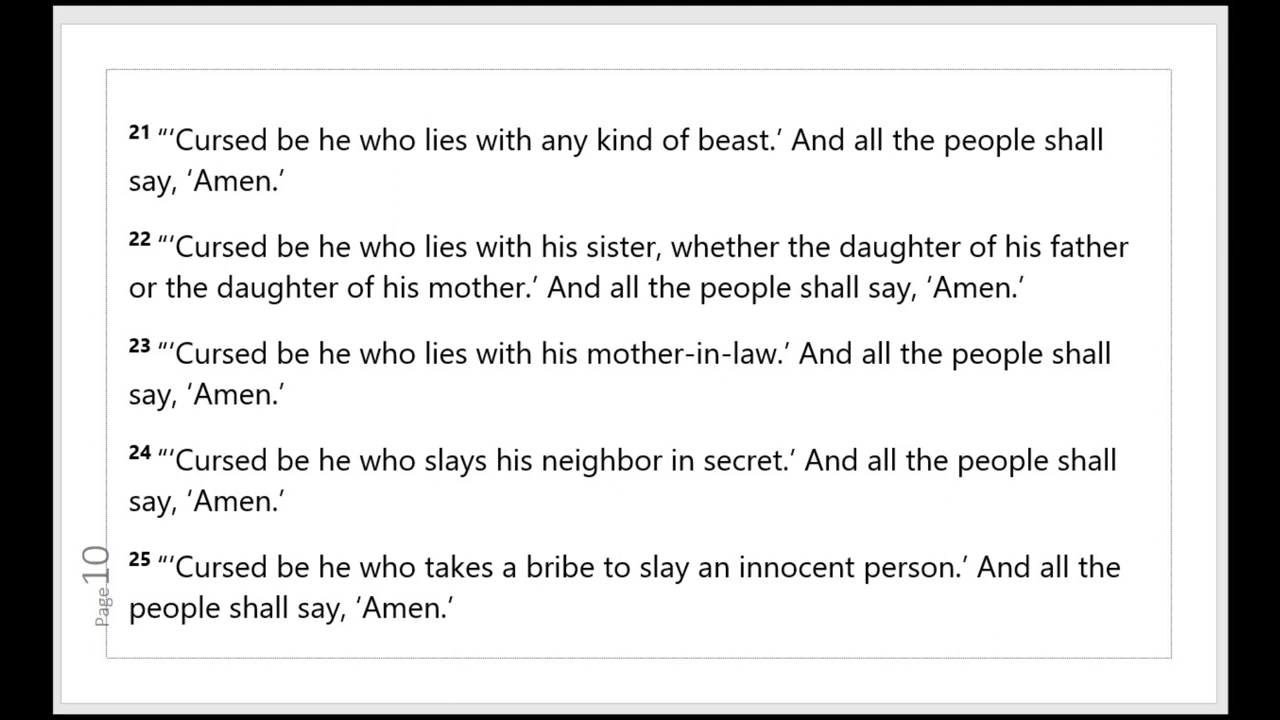 21 “‘Cursed be he who lies with any kind of beast.’ And all the people shall
say, ‘Amen.’
22 “‘Cursed be he who lies with his sister, whether the daughter of his father
or the daughter of his mother.’ And all the people shall say, ‘Amen.’
23 “‘Cursed be he who lies with his mother-in-law.’ And all the people shall
say, ‘Amen.’
24 “‘Cursed be he who slays his neighbor in secret.’ And all the people shall
say, ‘Amen.’
25 “‘Cursed be he who takes a bribe to slay an innocent person.’ And all the
people shall say, ‘Amen.’
Page10